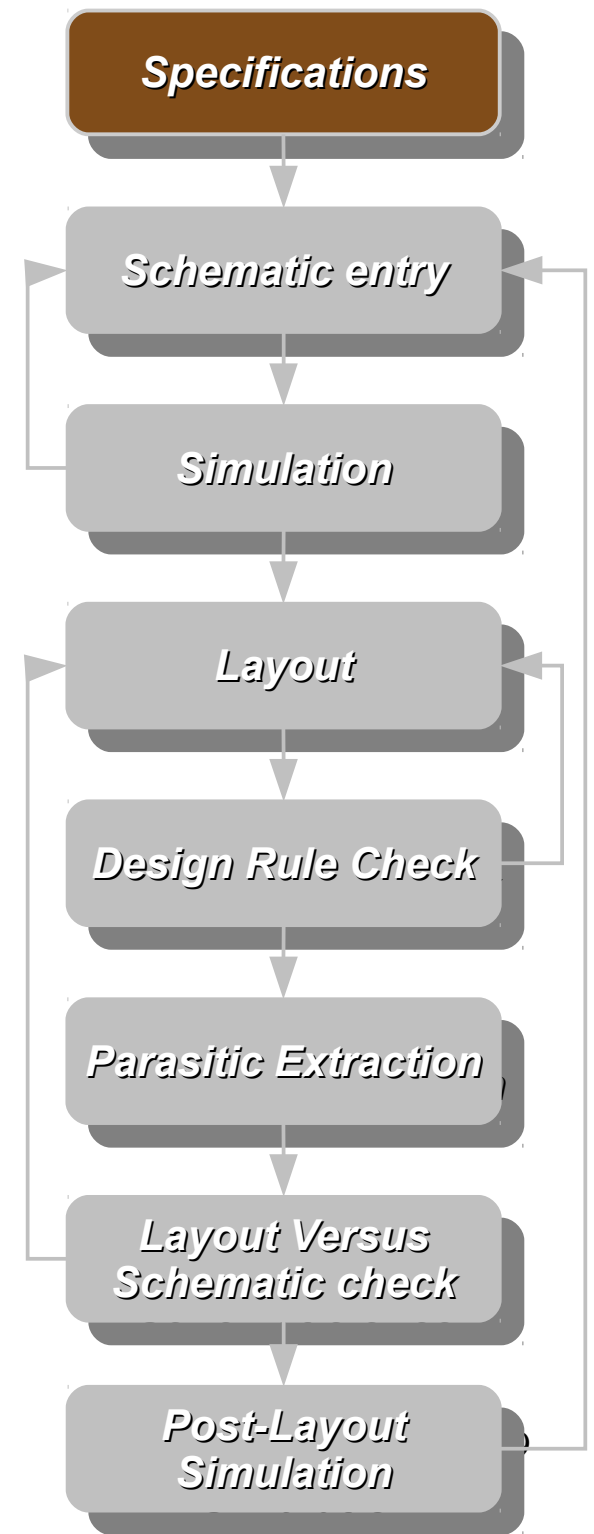 Specifications
Schematic entry
Simulation
Layout
Design Rule Check
Parasitic Extraction
Layout Versus
Schematic check
Post-Layout
Simulation